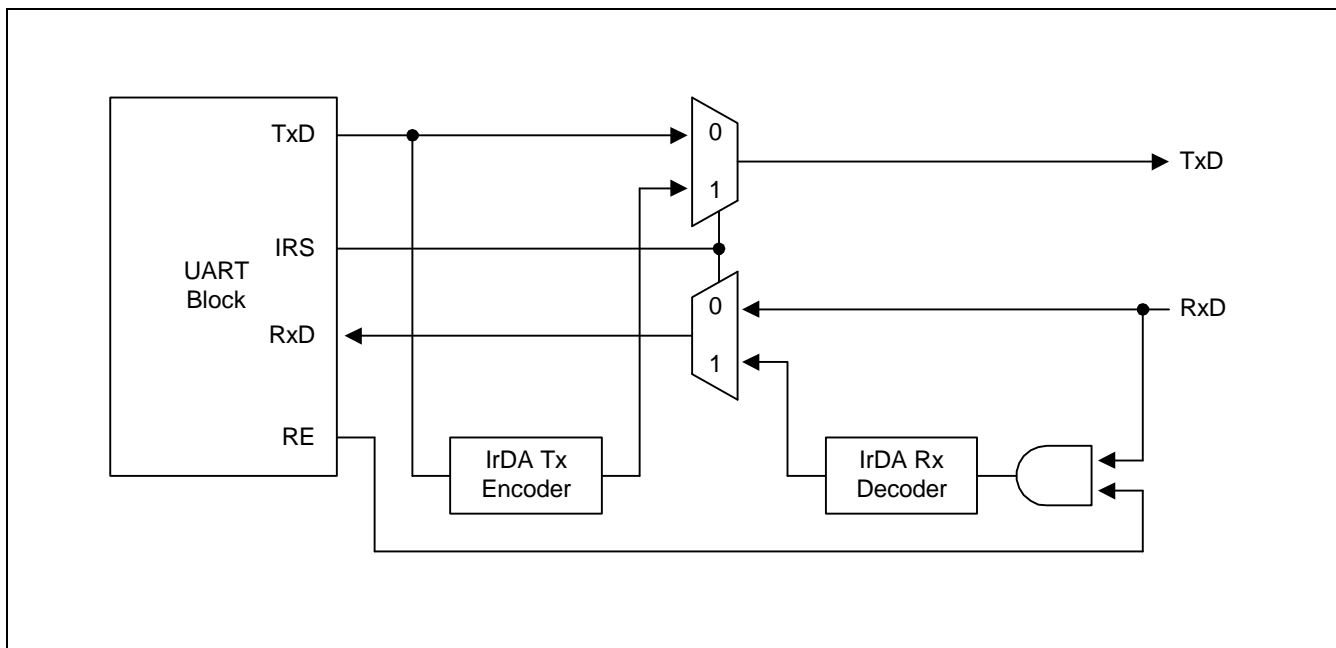 TxD
0
TxD
1
IRS
UART
Block
0
RxD
RxD
1
RE
IrDA Tx
Encoder
IrDA Rx
Decoder